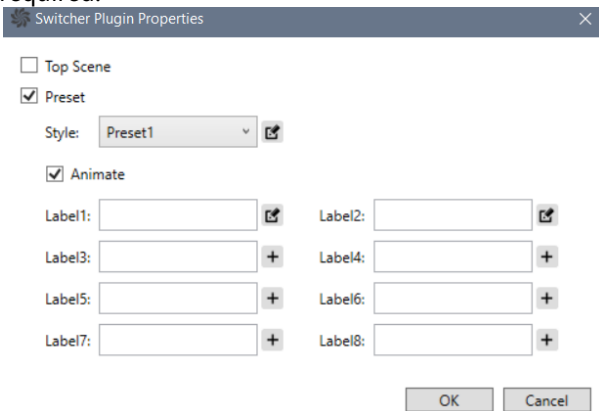 required.
Switcher Plugin Properties
Top Scene
Preset
Style: Preset1
Animate
Label1: Label2:
Label3: Label4:
Label5: Label6:
Label7: Label8:
OK Cancel